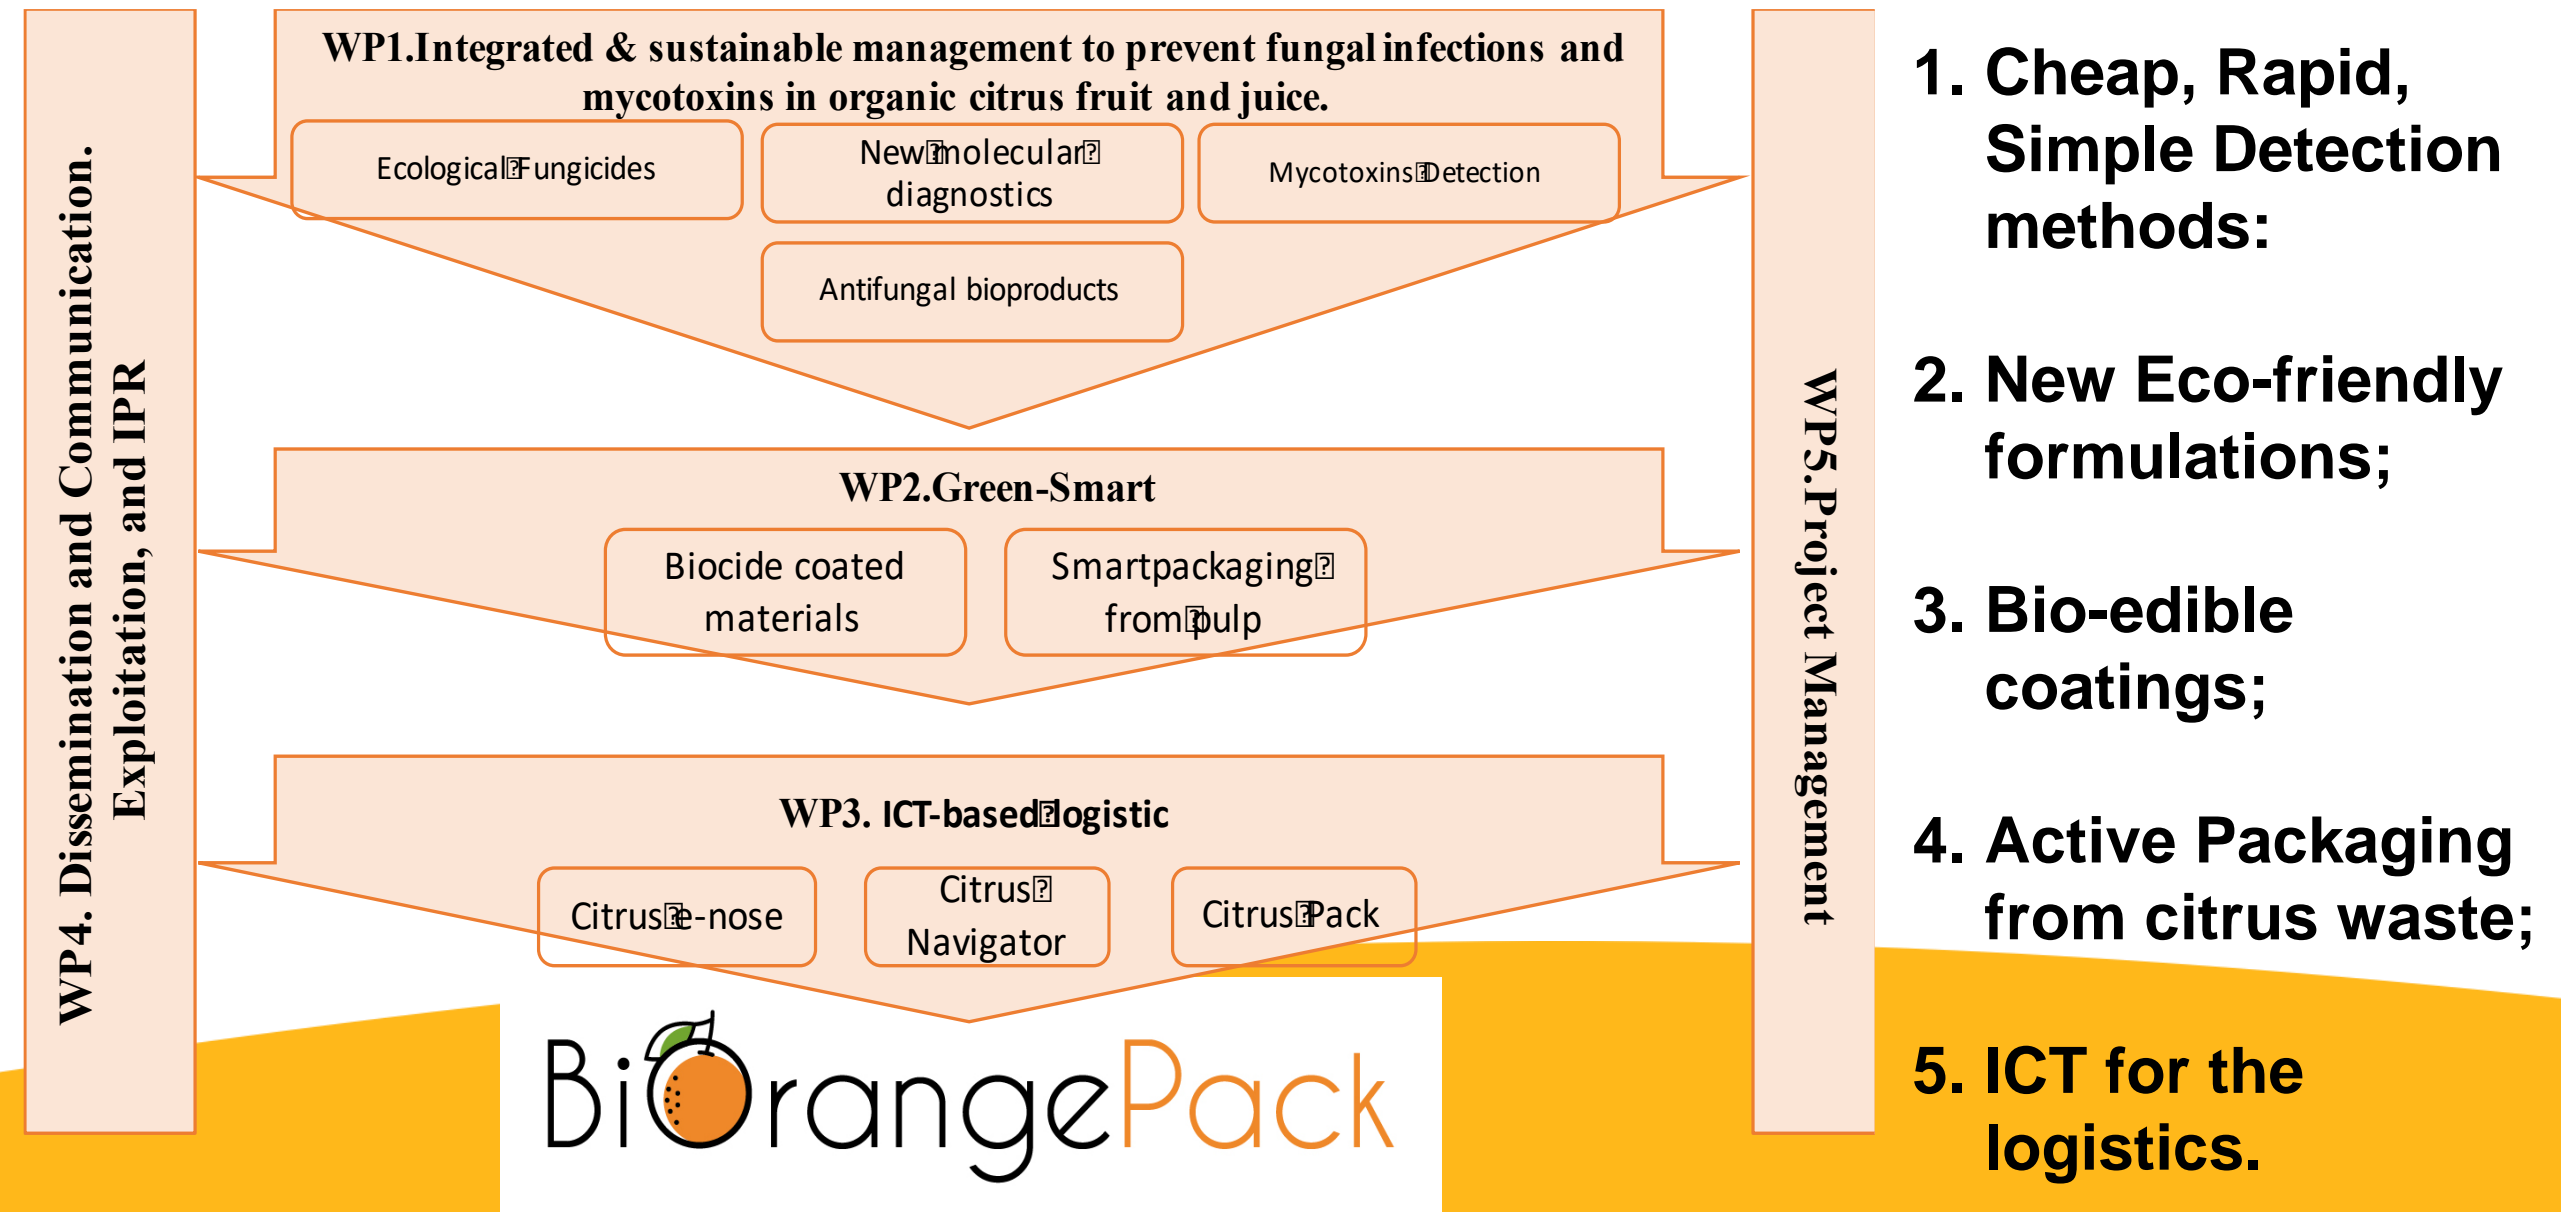 WP4. Dissemination and Communication.
Exploitation, and IPR
WP1.Integrated & sustainable management to prevent fungal infections and
mycotoxins in organic citrus fruit and juice.
Ecological Fungicides
New molecular
diagnostics
Mycotoxins Detection
Antifungal bioproducts
WP2.Green-Smart
Biocide coated
materials
Smartpackaging
from pulp
WP3. ICT-based logistic
Citrus e-nose
Citrus
Navigator
Citrus Pack
BiOrangePack
WP5.Project Management
1. Cheap, Rapid,
Simple Detection
methods:
2. New Eco-friendly
formulations;
3. Bio-edible
coatings;
4. Active Packaging
from citrus waste;
5. ICT for the
logistics.